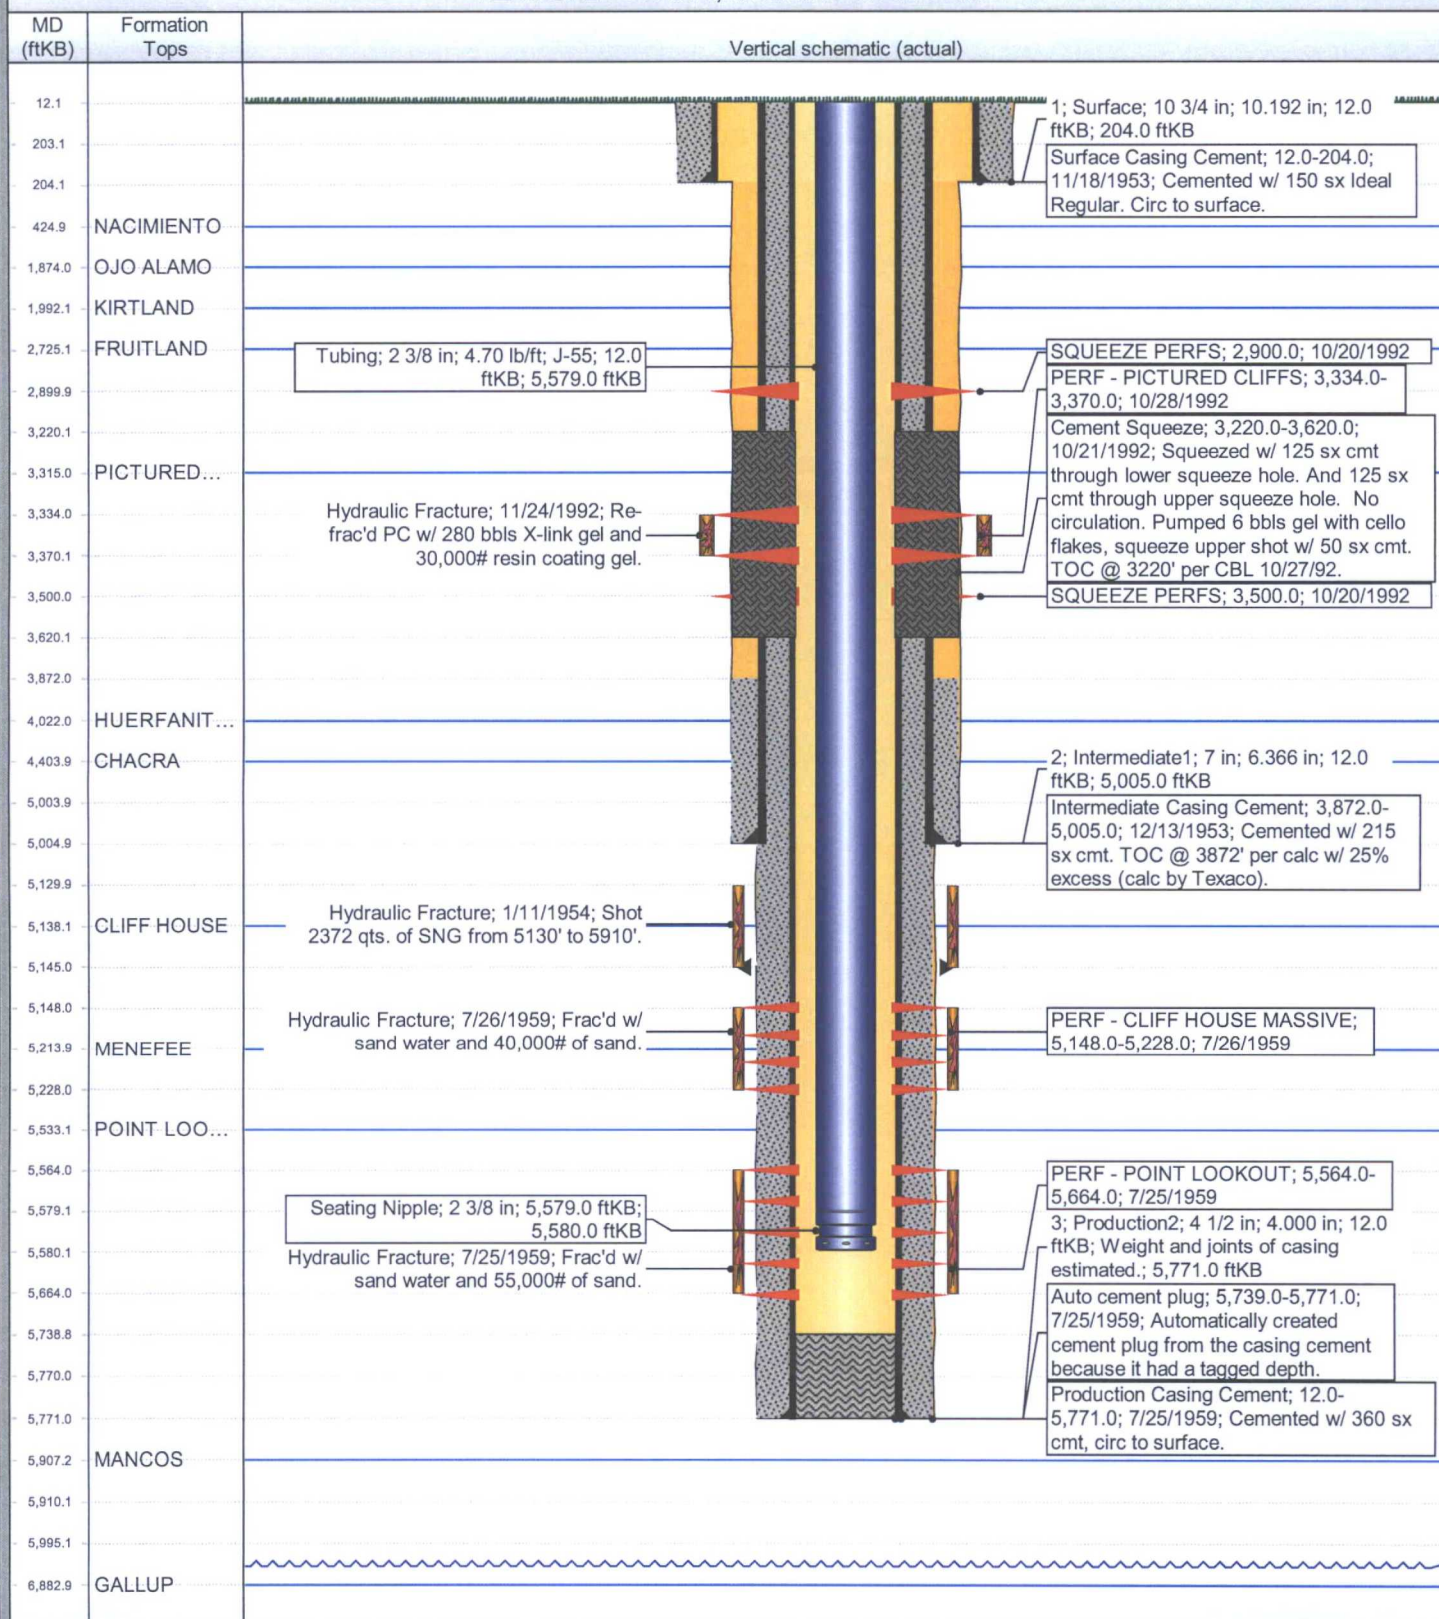 MD
(ftKB)
Formation
Tops
Vertical schematic (actual)
12.1
203.1
204.1
424.9
NACIMIENTO
1,874.0
OJO ALAMO
1,992.1
KIRTLAND
2,725.1
FRUITLAND
2,899.9
3,220.1
3,315.0
PICTURED...
3,334.0
3,370.1
3,500.0
3,620.1
3,872.0
4,022.0
HUERFANIT...
4,403.9
CHACRA
5,003.9
5,004.9
5,129.9
5,138.1
CLIFF HOUSE
5,145.0
5,148.0
5,213.9
MENEFEE
5,228.0
5,533.1
POINT LOO...
5,564.0
5,579.1
5,580.1
5,664.0
5,738.8
5,770.0
5,771.0
5,907.2
MANCOS
5,910.1
5,995.1
6,882.9
GALLUP
Tubing; 2 3/8 in; 4.70 lb/ft; J-55; 12.0
ftKB; 5,579.0 ftKB
Hydraulic Fracture; 11/24/1992; Re-
frac'd PC w/ 280 bbls X-link gel and
30,000# resin coating gel.
Hydraulic Fracture; 1/11/1954; Shot
2372 qts. of SNG from 5130' to 5910'.
Hydraulic Fracture; 7/26/1959; Frac'd w/
sand water and 40,000# of sand.
Seating Nipple; 2 3/8 in; 5,579.0 ftKB;
5,580.0 ftKB
Hydraulic Fracture; 7/25/1959; Frac'd w/
sand water and 55,000# of sand.
1; Surface; 10 3/4 in; 10.192 in; 12.0
ftKB; 204.0 ftKB
Surface Casing Cement; 12.0-204.0;
11/18/1953; Cemented w/ 150 sx Ideal
Regular. Circ to surface.
SQUEEZE PERFS; 2,900.0; 10/20/1992
PERF - PICTURED CLIFFS; 3,334.0-
3,370.0; 10/28/1992
Cement Squeeze; 3,220.0-3,620.0;
10/21/1992; Squeezed w/ 125 sx cmt
through lower squeeze hole. And 125 sx
cmt through upper squeeze hole. No
circulation. Pumped 6 bbls gel with cello
flakes, squeeze upper shot w/ 50 sx cmt.
TOC @ 3220' per CBL 10/27/92.
SQUEEZE PERFS; 3,500.0; 10/20/1992
2; Intermediate1; 7 in; 6.366 in; 12.0
ftKB; 5,005.0 ftKB
Intermediate Casing Cement; 3,872.0-
5,005.0; 12/13/1953; Cemented w/ 215
sx cmt. TOC @ 3872' per calc w/ 25%
excess (calc by Texaco).
PERF - CLIFF HOUSE MASSIVE;
5,148.0-5,228.0; 7/26/1959
PERF - POINT LOOKOUT; 5,564.0-
5,664.0; 7/25/1959
3; Production2; 4 1/2 in; 4.000 in; 12.0
ftKB; Weight and joints of casing
estimated.; 5,771.0 ftKB
Auto cement plug; 5,739.0-5,771.0;
7/25/1959; Automatically created
cement plug from the casing cement
because it had a tagged depth.
Production Casing Cement; 12.0-
5,771.0; 7/25/1959; Cemented w/ 360 sx
cmt, circ to surface.